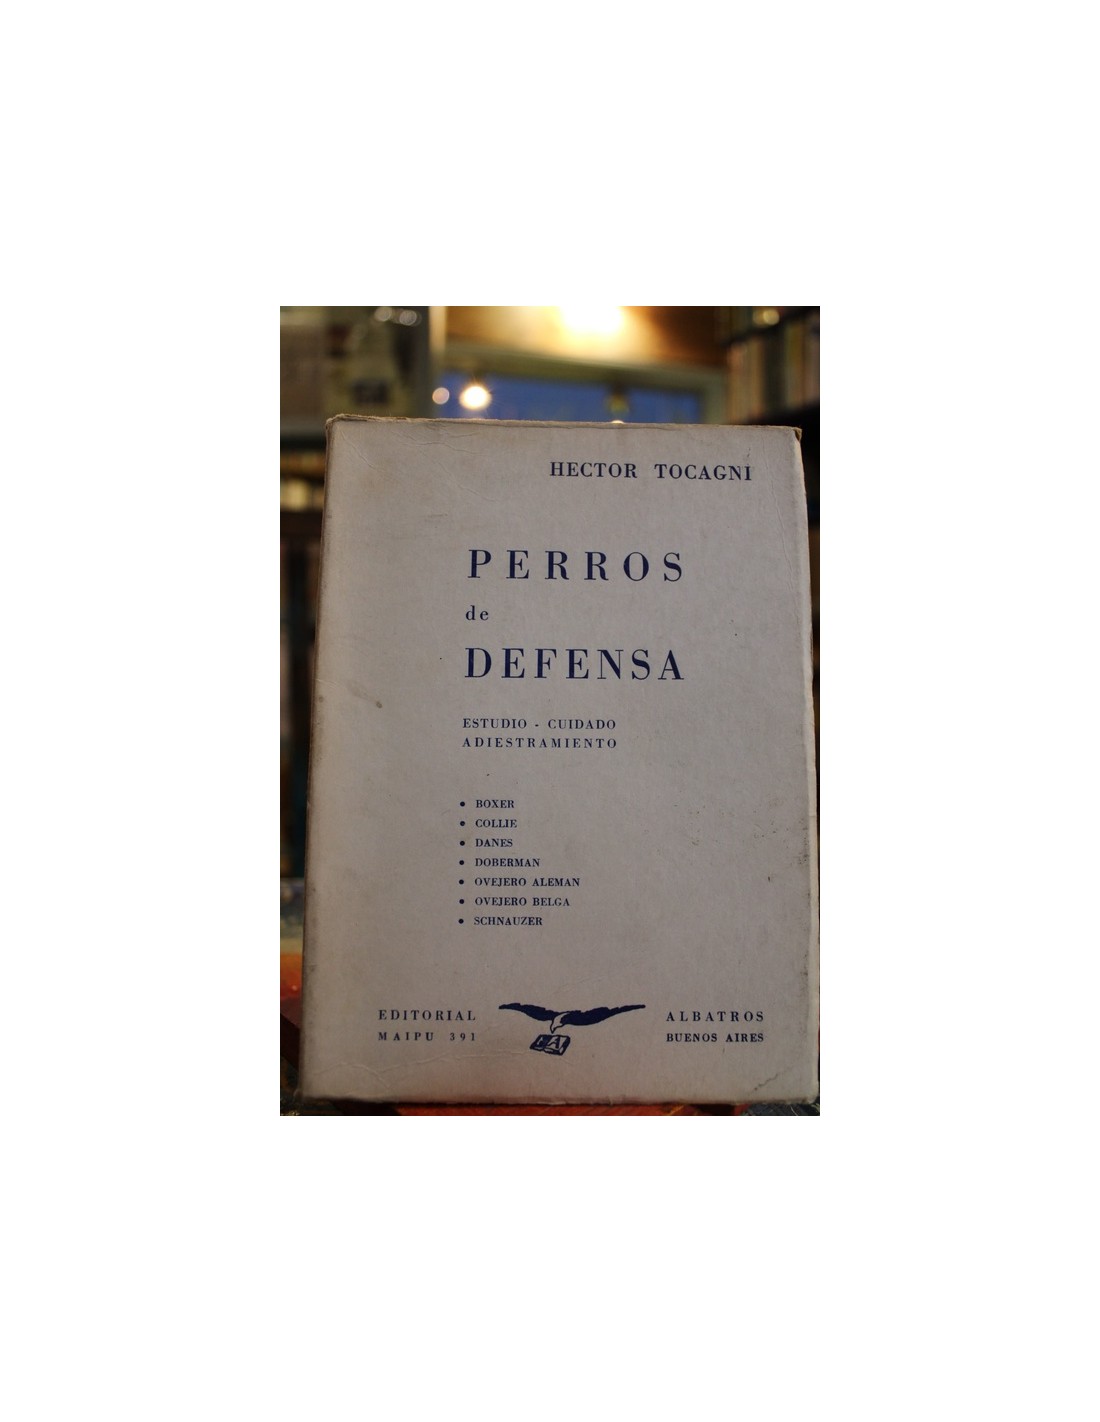 HECTOR TOCAGNI
PERROS
de
DEFENSA
ESTUDIO - CUIDADO
ADIESTRAMIENTO
• BOXER
• COLLIE
• DANES
• DOBERMAN
• OVEJERO ALEMAN
• OVEJERO BELGA
• SCHNAUZER
EDITORIAL ALBATROS
MAIPU 391 BUENOS AIRES